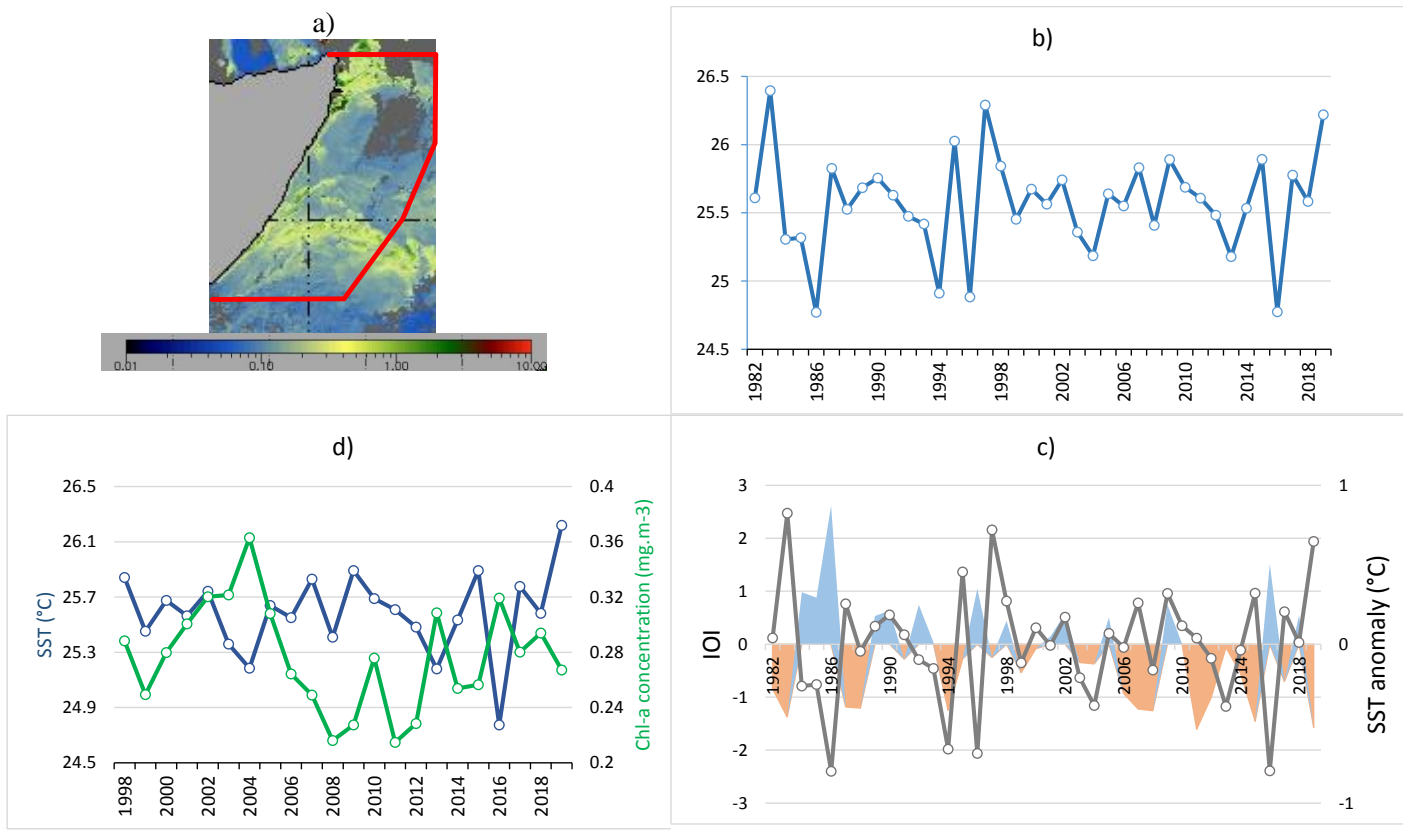 a)
0.01 0.10 1.00 10.00
b)
26.5
26
25.5
25
24.5
1982 1986 1990 1994 1998 2002 2006 2010 2014 2018
d)
SST (°C)
26.5
26.1
25.7
25.3
24.9
24.5
0.4
0.36
0.32
0.28
0.24
0.2
Chl-a concentration (mg.m-3)
1998 2000 2002 2004 2006 2008 2010 2012 2014 2016 2018
c)
IOI
3
2
1
0
-1
-2
-3
1
0
-1
SST anomaly (°C)
1982 1986 1990 1994 1998 2002 2006 2010 2014 2018